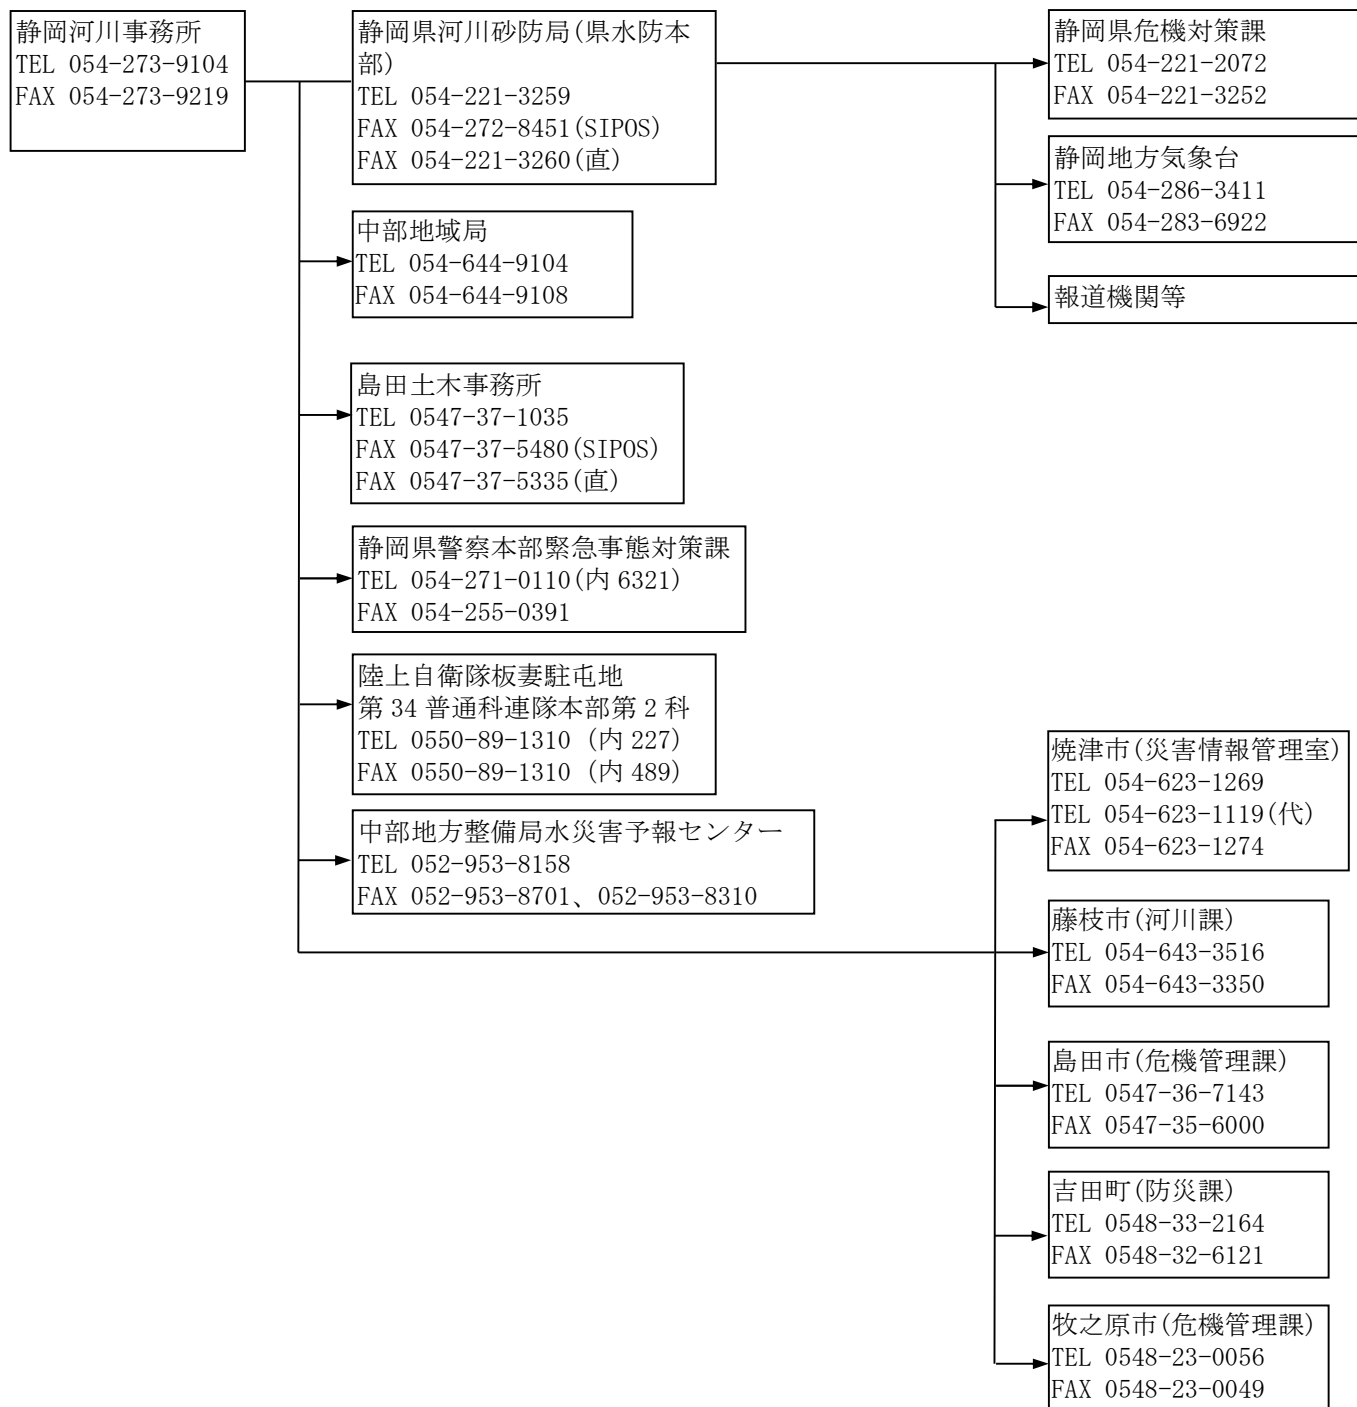 静岡河川事務所
TEL 054-273-9104
FAX 054-273-9219
静岡県河川砂防局(県水防本
部)
TEL 054-221-3259
FAX 054-272-8451(SIPOS)
FAX 054-221-3260(直)
静岡県危機対策課
TEL 054-221-2072
FAX 054-221-3252
静岡地方気象台
TEL 054-286-3411
FAX 054-283-6922
報道機関等
中部地域局
TEL 054-644-9104
FAX 054-644-9108
島田土木事務所
TEL 0547-37-1035
FAX 0547-37-5480(SIPOS)
FAX 0547-37-5335(直)
静岡県警察本部緊急事態対策課
TEL 054-271-0110(内 6321)
FAX 054-255-0391
陸上自衛隊板妻駐屯地
第 34 普通科連隊本部第 2 科
TEL 0550-89-1310 (内 227)
FAX 0550-89-1310 (内 489)
中部地方整備局水災害予報センター
TEL 052-953-8158
FAX 052-953-8701、052-953-8310
焼津市(災害情報管理室)
TEL 054-623-1269
TEL 054-623-1119(代)
FAX 054-623-1274
藤枝市(河川課)
TEL 054-643-3516
FAX 054-643-3350
島田市(危機管理課)
TEL 0547-36-7143
FAX 0547-35-6000
吉田町(防災課)
TEL 0548-33-2164
FAX 0548-32-6121
牧之原市(危機管理課)
TEL 0548-23-0056
FAX 0548-23-0049